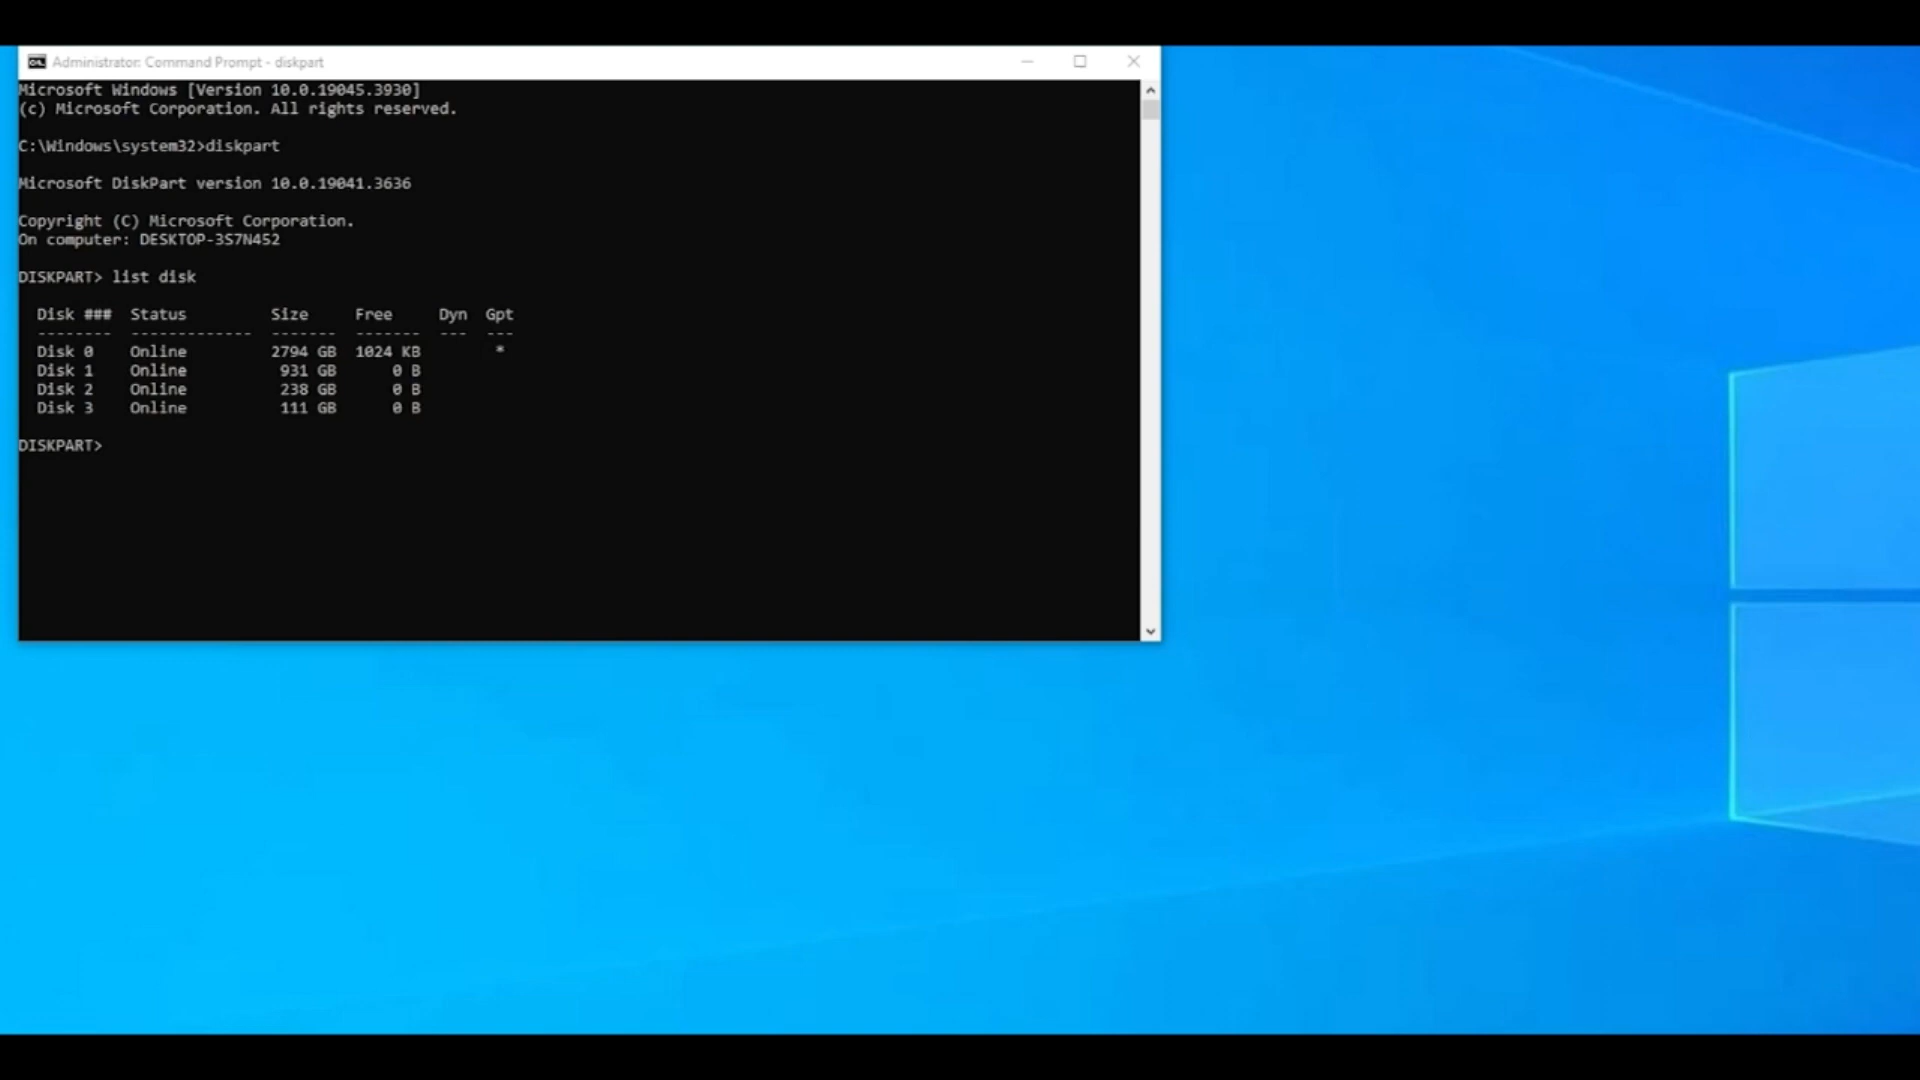 Administrator: Command Prompt - diskpart
Microsoft Windows [Version 10.0.19045.3930]
(c) Microsoft Corporation. All rights reserved.
C:\Windows\system32>diskpart
Microsoft DiskPart version 10.0.19041.3636
Copyright (C) Microsoft Corporation.
On computer: DESKTOP-3S7N452
DISKPART> list disk
Disk ### Status Size Free Dyn Gpt
-------- ------------- ------- ------- --- ---
Disk 0 Online 2794 GB 1024 KB *
Disk 1 Online 931 GB 0 B
Disk 2 Online 238 GB 0 B
Disk 3 Online 111 GB 0 B
DISKPART>